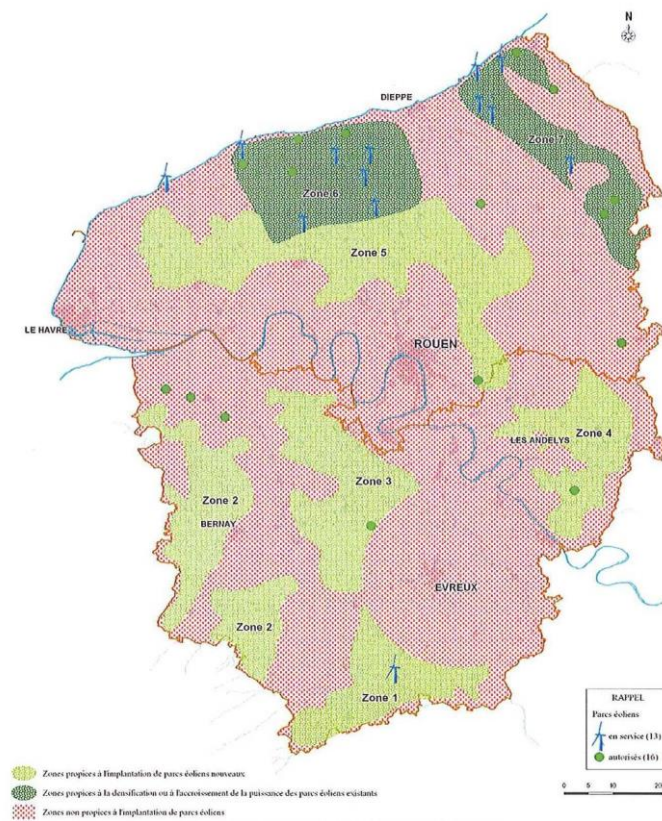 N
DIEPPE
Zone 7
Zone 6
Zone 5
LE HAVRE
ROUEN
Zone 4
LES ANDELYS
Zone 3
Zone 2
BERNAY
EVREUX
Zone 2
Zone 1
RAPPEL
Parcs éoliens
en service (13)
autorisés (16)
0 5 10 20
Zones propices à l'implantation de parcs éoliens nouveaux
Zones propices à la densification ou à l'accroissement de la puissance des parcs éoliens existants
Zones non propices à l'implantation de parcs éoliens